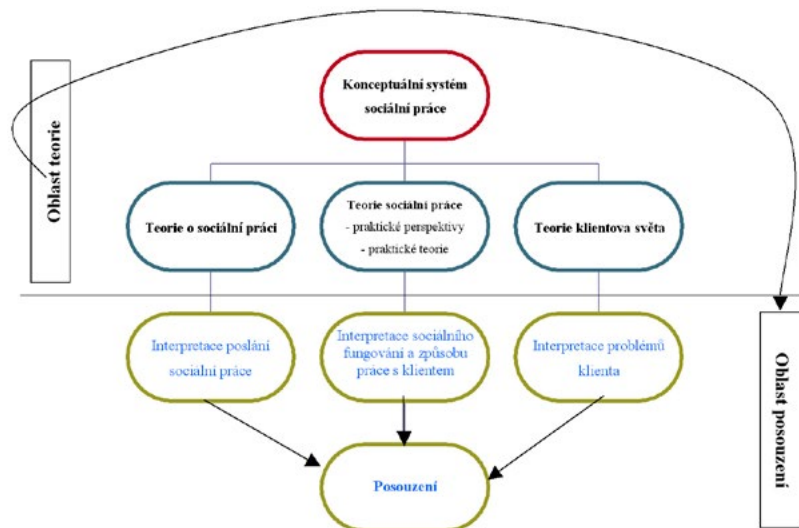 Oblast teorie
Konceptuální systém
sociální práce
Teorie o sociální práci
Teorie sociální práce
- praktické perspektivy
- praktické teorie
Teorie klientova světa
Interpretace poslání
sociální práce
Interpretace sociálního
fungování a způsobu
práce s klientem
Interpretace problémů
klienta
Oblast posouzení
Posouzení